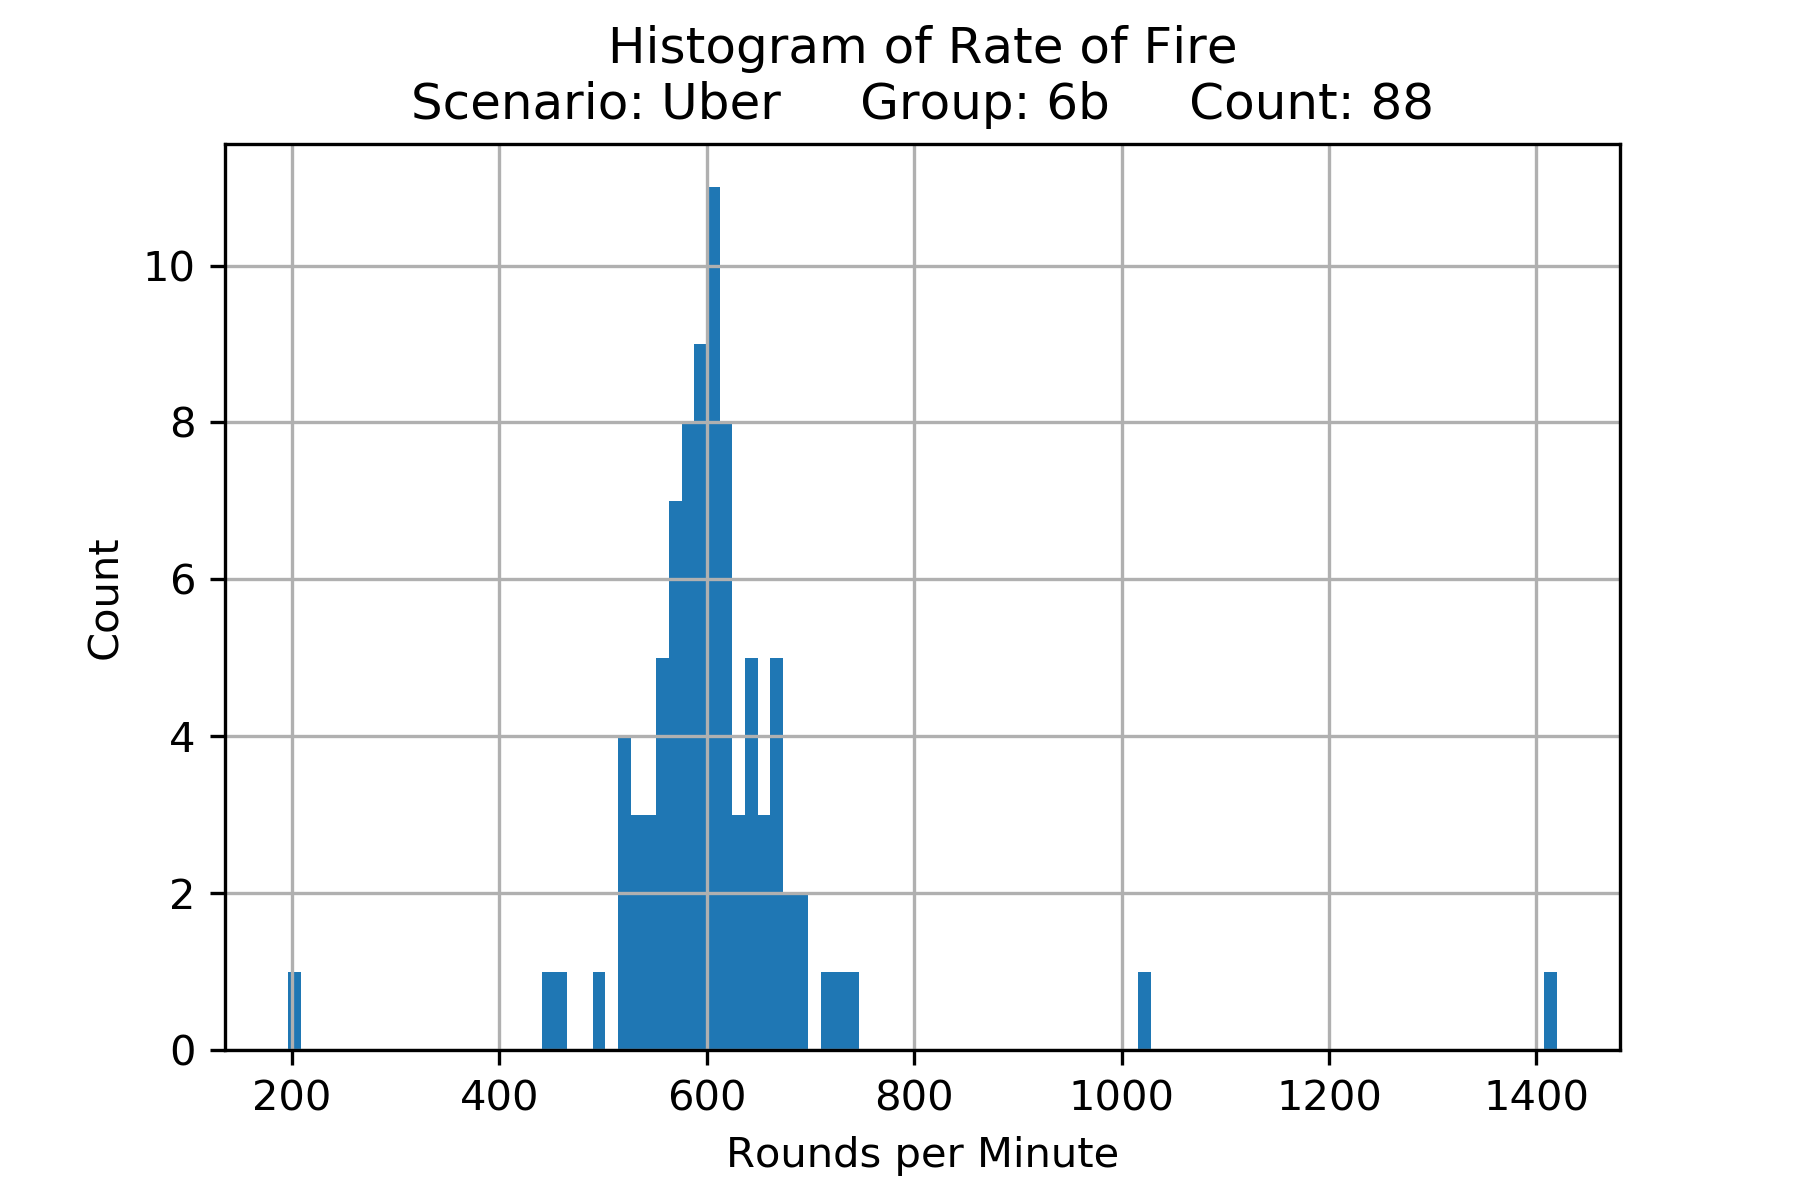 Histogram of Rate of Fire
Scenario: Uber     Group: 6b     Count: 88
10
8
6
4
2
0
Count
200 400 600 800 1000 1200 1400
Rounds per Minute